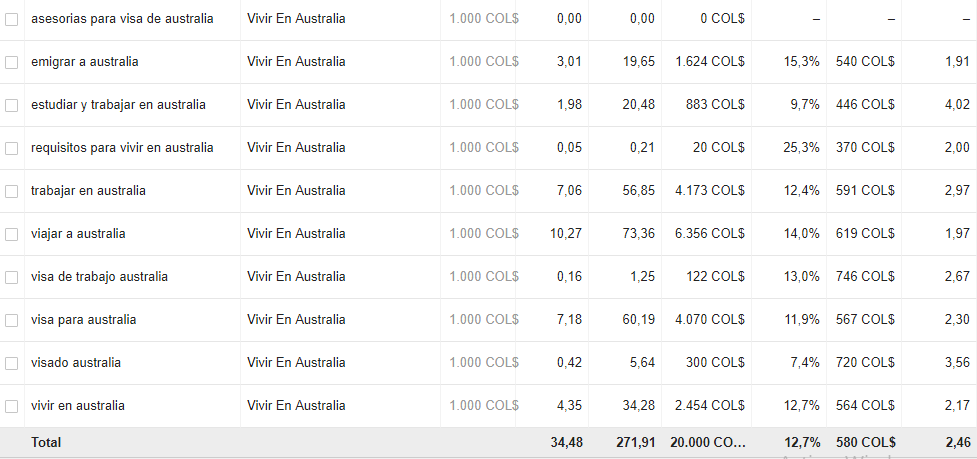 asesorias para visa de australia Vivir En Australia 1.000 COL$ 0,00 0,00 0 COL$ – – –
emigrar a australia Vivir En Australia 1.000 COL$ 3,01 19,65 1.624 COL$ 15,3% 540 COL$ 1,91
estudiar y trabajar en australia Vivir En Australia 1.000 COL$ 1,98 20,48 883 COL$ 9,7% 446 COL$ 4,02
requisitos para vivir en australia Vivir En Australia 1.000 COL$ 0,05 0,21 20 COL$ 25,3% 370 COL$ 2,00
trabajar en australia Vivir En Australia 1.000 COL$ 7,06 56,85 4.173 COL$ 12,4% 591 COL$ 2,97
viajar a australia Vivir En Australia 1.000 COL$ 10,27 73,36 6.356 COL$ 14,0% 619 COL$ 1,97
visa de trabajo australia Vivir En Australia 1.000 COL$ 0,16 1,25 122 COL$ 13,0% 746 COL$ 2,67
visa para australia Vivir En Australia 1.000 COL$ 7,18 60,19 4.070 COL$ 11,9% 567 COL$ 2,30
visado australia Vivir En Australia 1.000 COL$ 0,42 5,64 300 COL$ 7,4% 720 COL$ 3,56
vivir en australia Vivir En Australia 1.000 COL$ 4,35 34,28 2.454 COL$ 12,7% 564 COL$ 2,17
Total 34,48 271,91 20.000 CO... 12,7% 580 COL$ 2,46